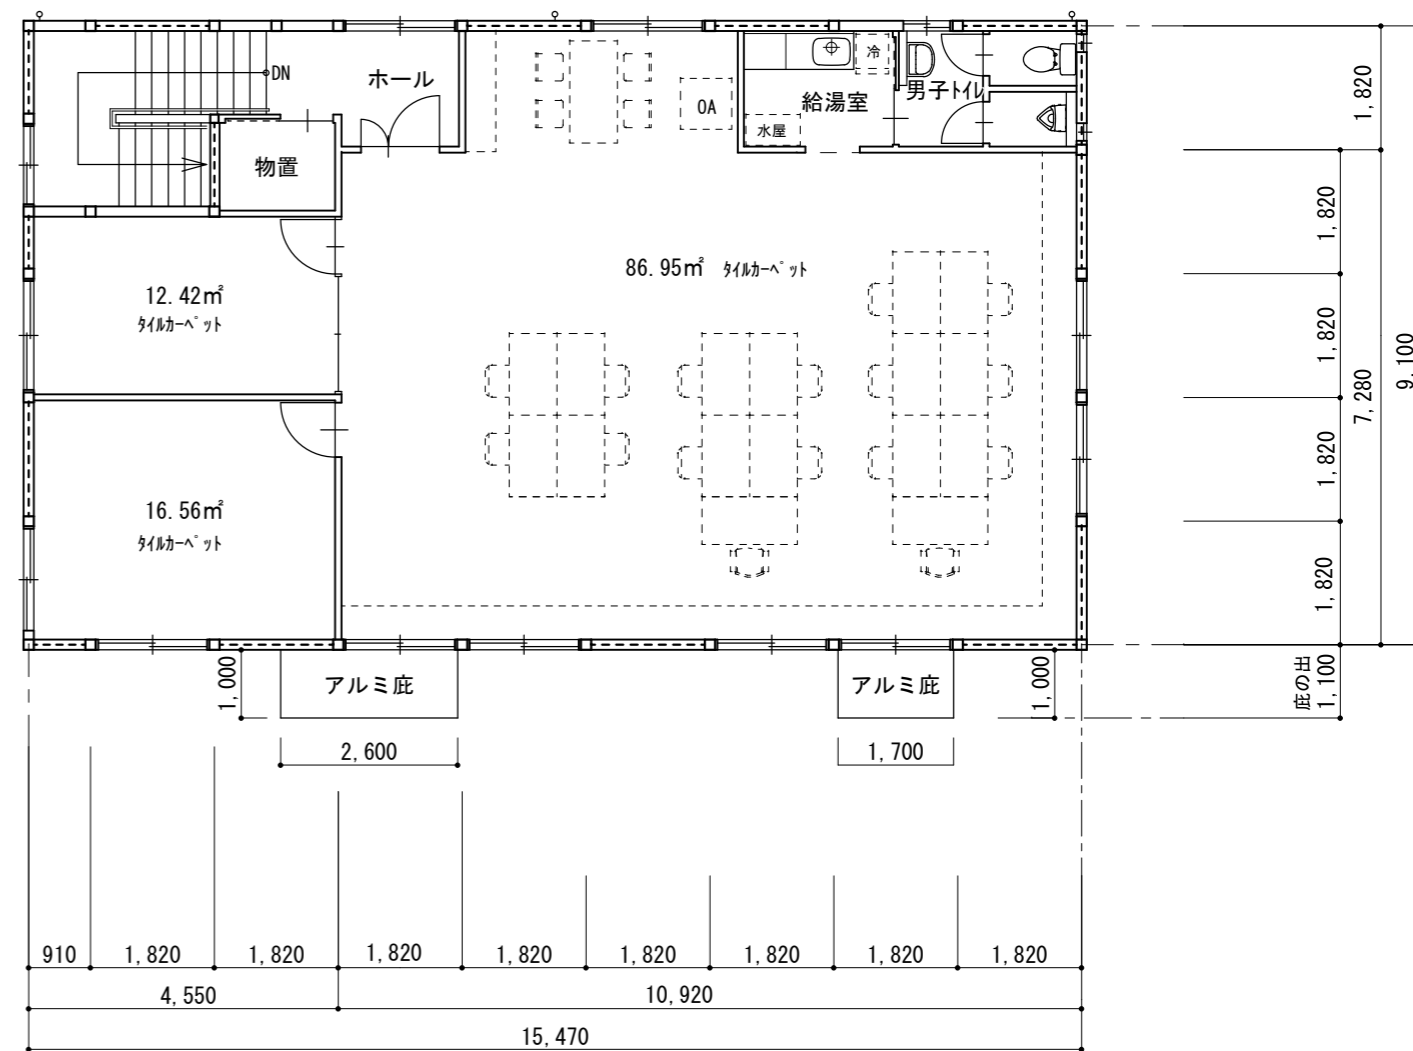 DN
ホール
物置
OA
冷
給湯室
水屋
男子ﾄｲﾚ
86.95㎡ ﾀｲﾙｶｰﾍﾟｯﾄ
12.42㎡
ﾀｲﾙｶｰﾍﾟｯﾄ
16.56㎡
ﾀｲﾙｶｰﾍﾟｯﾄ
1,820
1,820
1,820
1,820
1,820
7,280
9,100
庇の出
1,100
1,000
アルミ庇
アルミ庇
1,000
2,600
1,700
910
1,820
1,820
1,820
1,820
1,820
1,820
1,820
1,820
4,550
10,920
15,470